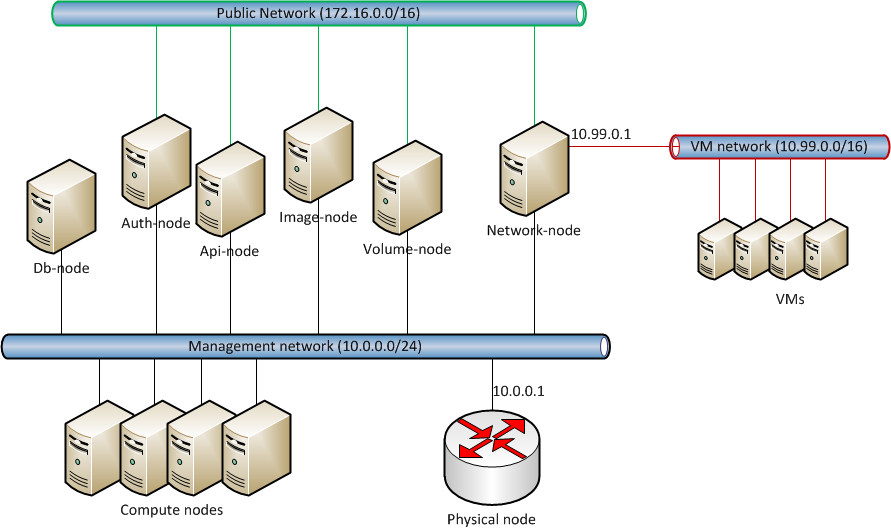 Public Network (172.16.0.0/16)
10.99.0.1
VM network (10.99.0.0/16)
Auth-node
Image-node
Api-node
Volume-node
Network-node
Db-node
VMs
Management network (10.0.0.0/24)
10.0.0.1
Compute nodes
Physical node